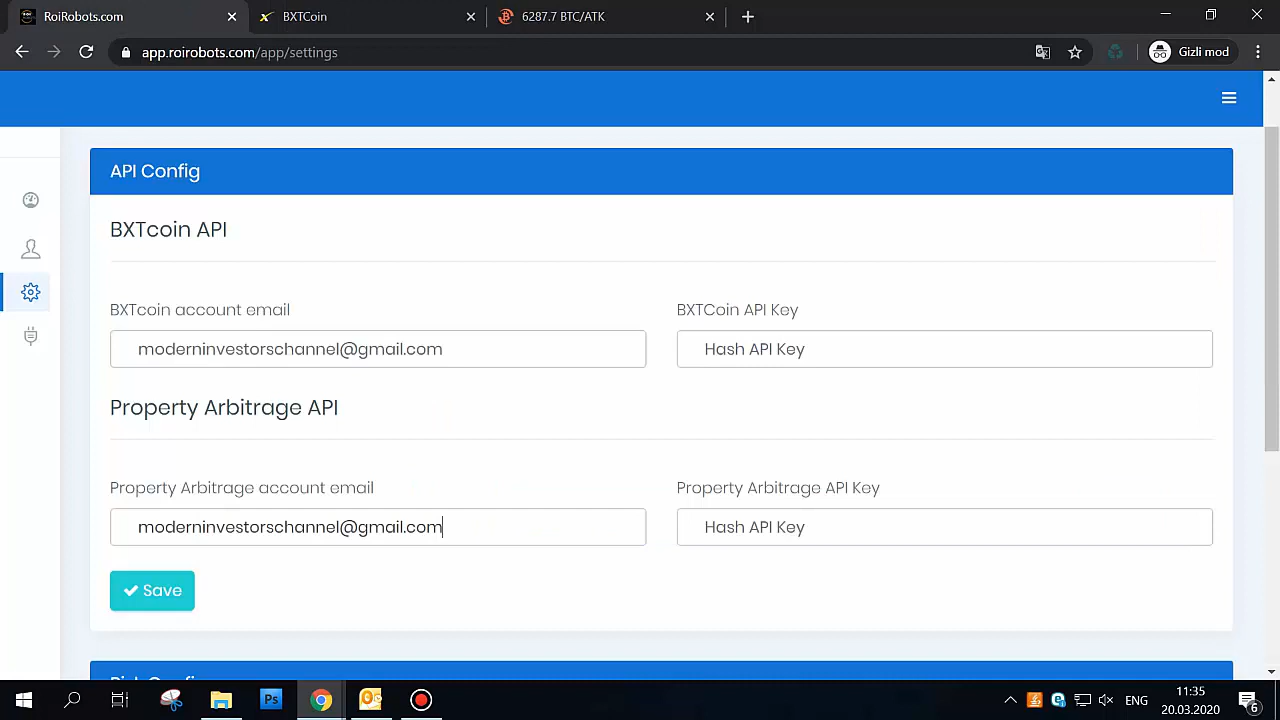 RoiRobots.com
BXTCoin
6287.7 BTC/ATK
app.roirobots.com/app/settings
Gizli mod
API Config
BXTcoin API
BXTcoin account email
BXTCoin API Key
moderninvestorschannel@gmail.com
Hash API Key
Property Arbitrage API
Property Arbitrage account email
Property Arbitrage API Key
moderninvestorschannel@gmail.com
Hash API Key
Save
Ps
ENG
11:35
20.03.2020
6